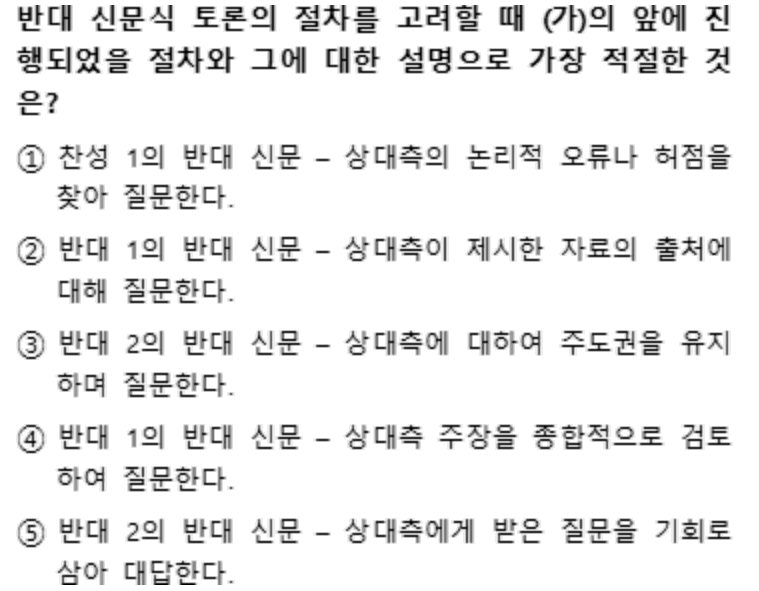 반대 신문식 토론의 절차를 고려할 때 (가)의 앞에 진
행되었을 절차와 그에 대한 설명으로 가장 적절한 것
은?
① 찬성 1의 반대 신문 – 상대측의 논리적 오류나 허점을
찾아 질문한다.
② 반대 1의 반대 신문 – 상대측이 제시한 자료의 출처에
대해 질문한다.
③ 반대 2의 반대 신문 – 상대측에 대하여 주도권을 유지
하며 질문한다.
④ 반대 1의 반대 신문 – 상대측 주장을 종합적으로 검토
하여 질문한다.
⑤ 반대 2의 반대 신문 – 상대측에게 받은 질문을 기회로
삼아 대답한다.